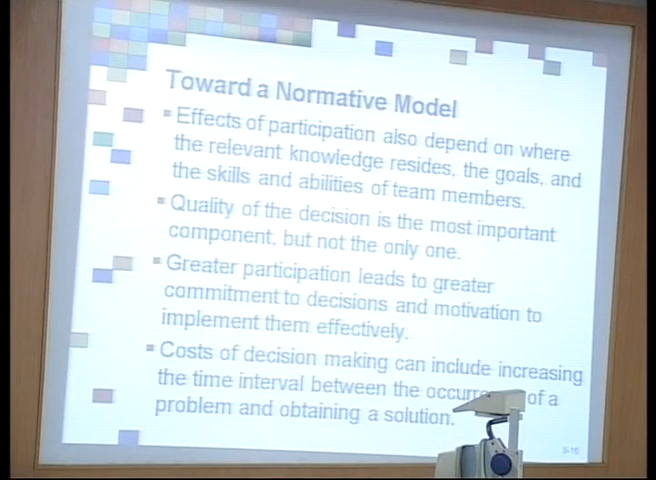 Toward a Normative Model
Effects of participation also depend on where
the relevant knowledge resides, the goals, and
the skills and abilities of team members.
Quality of the decision is the most important
component, but not the only one.
Greater participation leads to greater
commitment to decisions and motivation to
implement them effectively.
Costs of decision making can include increasing
the time interval between the of a
problem and obtaining a solution.